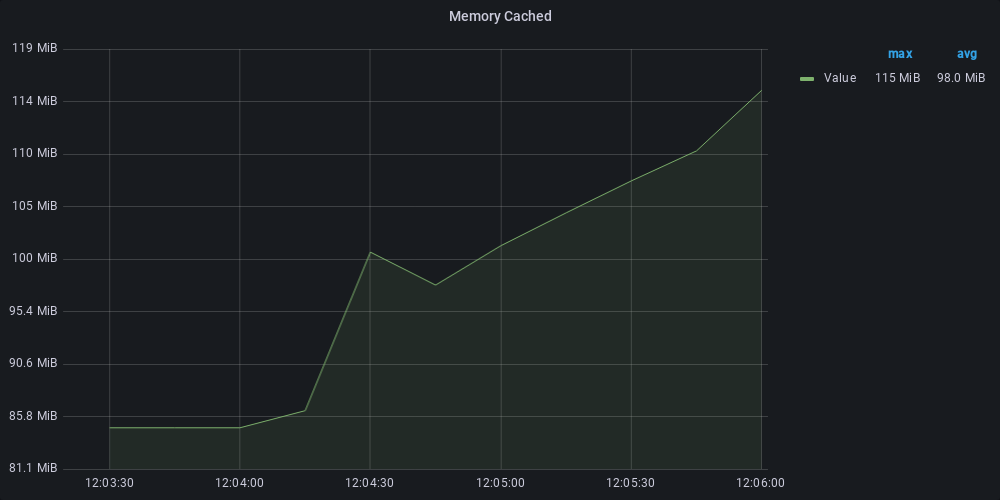 Memory Cached
119 MiB
114 MiB
110 MiB
105 MiB
100 MiB
95.4 MiB
90.6 MiB
85.8 MiB
81.1 MiB
12:03:30 12:04:00 12:04:30 12:05:00 12:05:30 12:06:00
max avg
Value 115 MiB 98.0 MiB